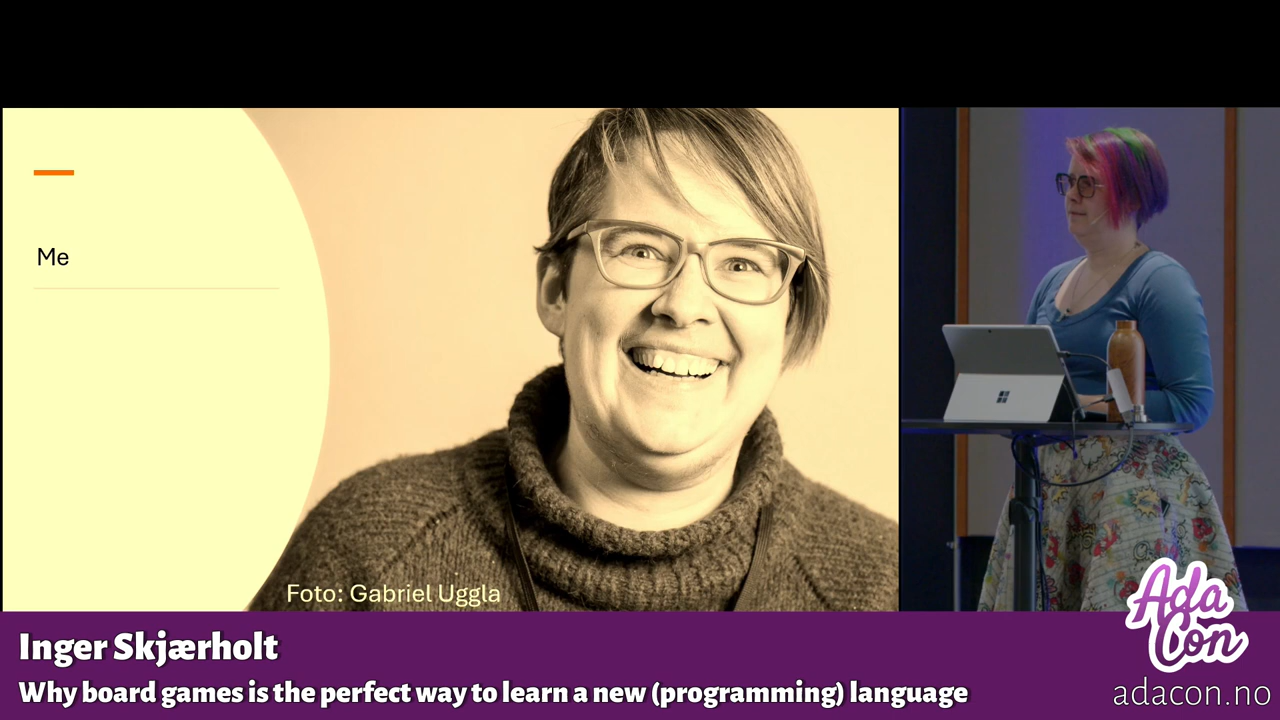 Me
Foto: Gabriel Uggla
Inger Skjærholt
Why board games is the perfect way to learn a new (programming) language
Ada
Con
adacon.no